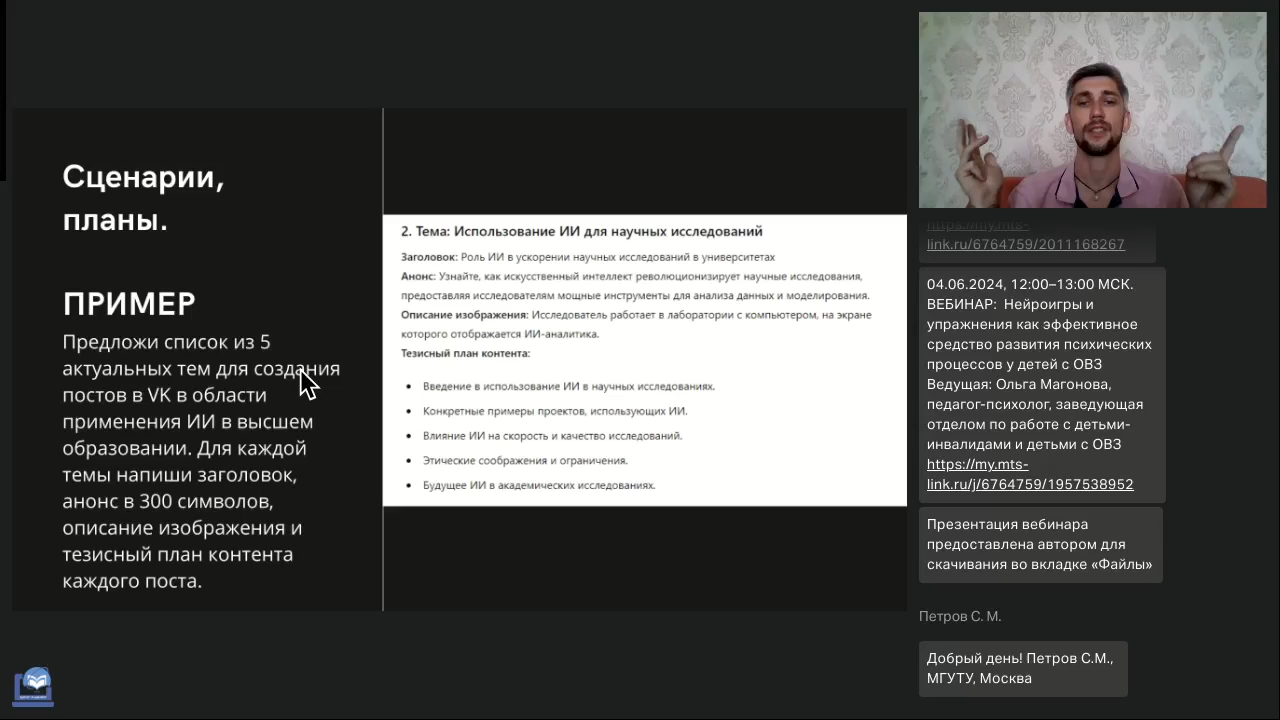 Сценарии,
планы.
ПРИМЕР
Предложи список из 5
актуальных тем для создания
постов в VK в области
применения ИИ в высшем
образовании. Для каждой
темы напиши заголовок,
анонс в 300 символов,
описание изображения и
тезисный план контента
каждого поста.
2. Тема: Использование ИИ для научных исследований
Заголовок: Роль ИИ в ускорении научных исследований в университетах
Анонс: Узнайте, как искусственный интеллект революционизирует научные исследования,
предоставляя исследователям мощные инструменты для анализа данных и моделирования.
Описание изображения: Исследователь работает в лаборатории с компьютером, на экране
которого отображается ИИ-аналитика.
Тезисный план контента:
• Введение в использование ИИ в научных исследованиях.
• Конкретные примеры проектов, использующих ИИ.
• Влияние ИИ на скорость и качество исследований.
• Этические соображения и ограничения.
• Будущее ИИ в академических исследованиях.
https://my.mts-
link.ru/6764759/2011168267
04.06.2024, 12:00–13:00 МСК.
ВЕБИНАР: Нейроигры и
упражнения как эффективное
средство развития психических
процессов у детей с ОВЗ
Ведущая: Ольга Магонова,
педагог-психолог, заведующая
отделом по работе с детьми-
инвалидами и детьми с ОВЗ
https://my.mts-
link.ru/j/6764759/1957538952
Презентация вебинара
предоставлена автором для
скачивания во вкладке «Файлы»
Петров С. М.
Добрый день! Петров С.М.,
МГУТУ, Москва